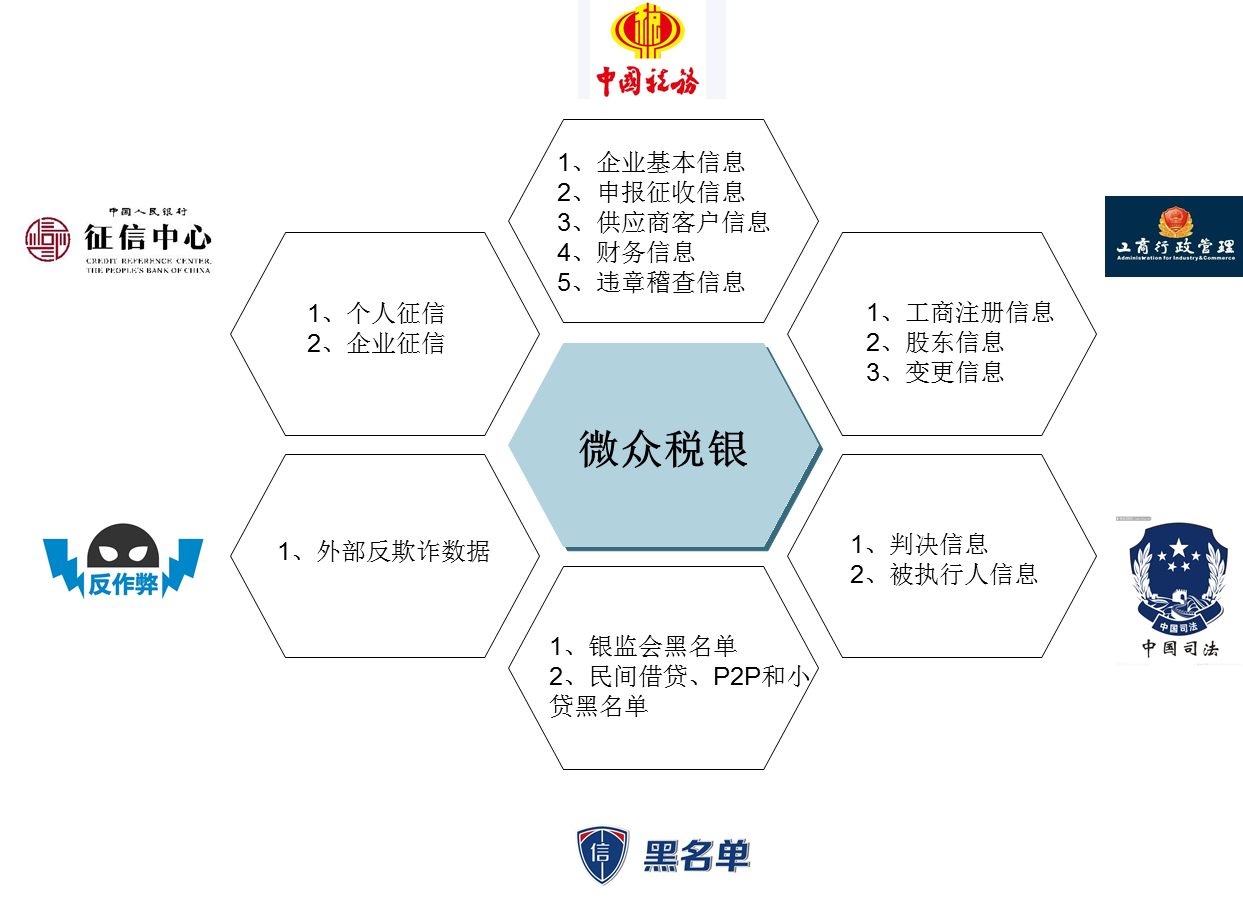 税
中国税務
1、企业基本信息
2、申报征收信息
3、供应商客户信息
4、财务信息
5、违章稽查信息
中国人民银行
征信中心
CREDIT REFERENCE CENTER,
THE PEOPLE'S BANK OF CHINA
1、个人征信
2、企业征信
工商行政管理
Administration for Industry&Commerce
1、工商注册信息
2、股东信息
3、变更信息
微众税银
反作弊
1、外部反欺诈数据
1、判决信息
2、被执行人信息
中国司法
中国司法
1、银监会黑名单
2、民间借贷、P2P和小
贷黑名单
信
黑名单